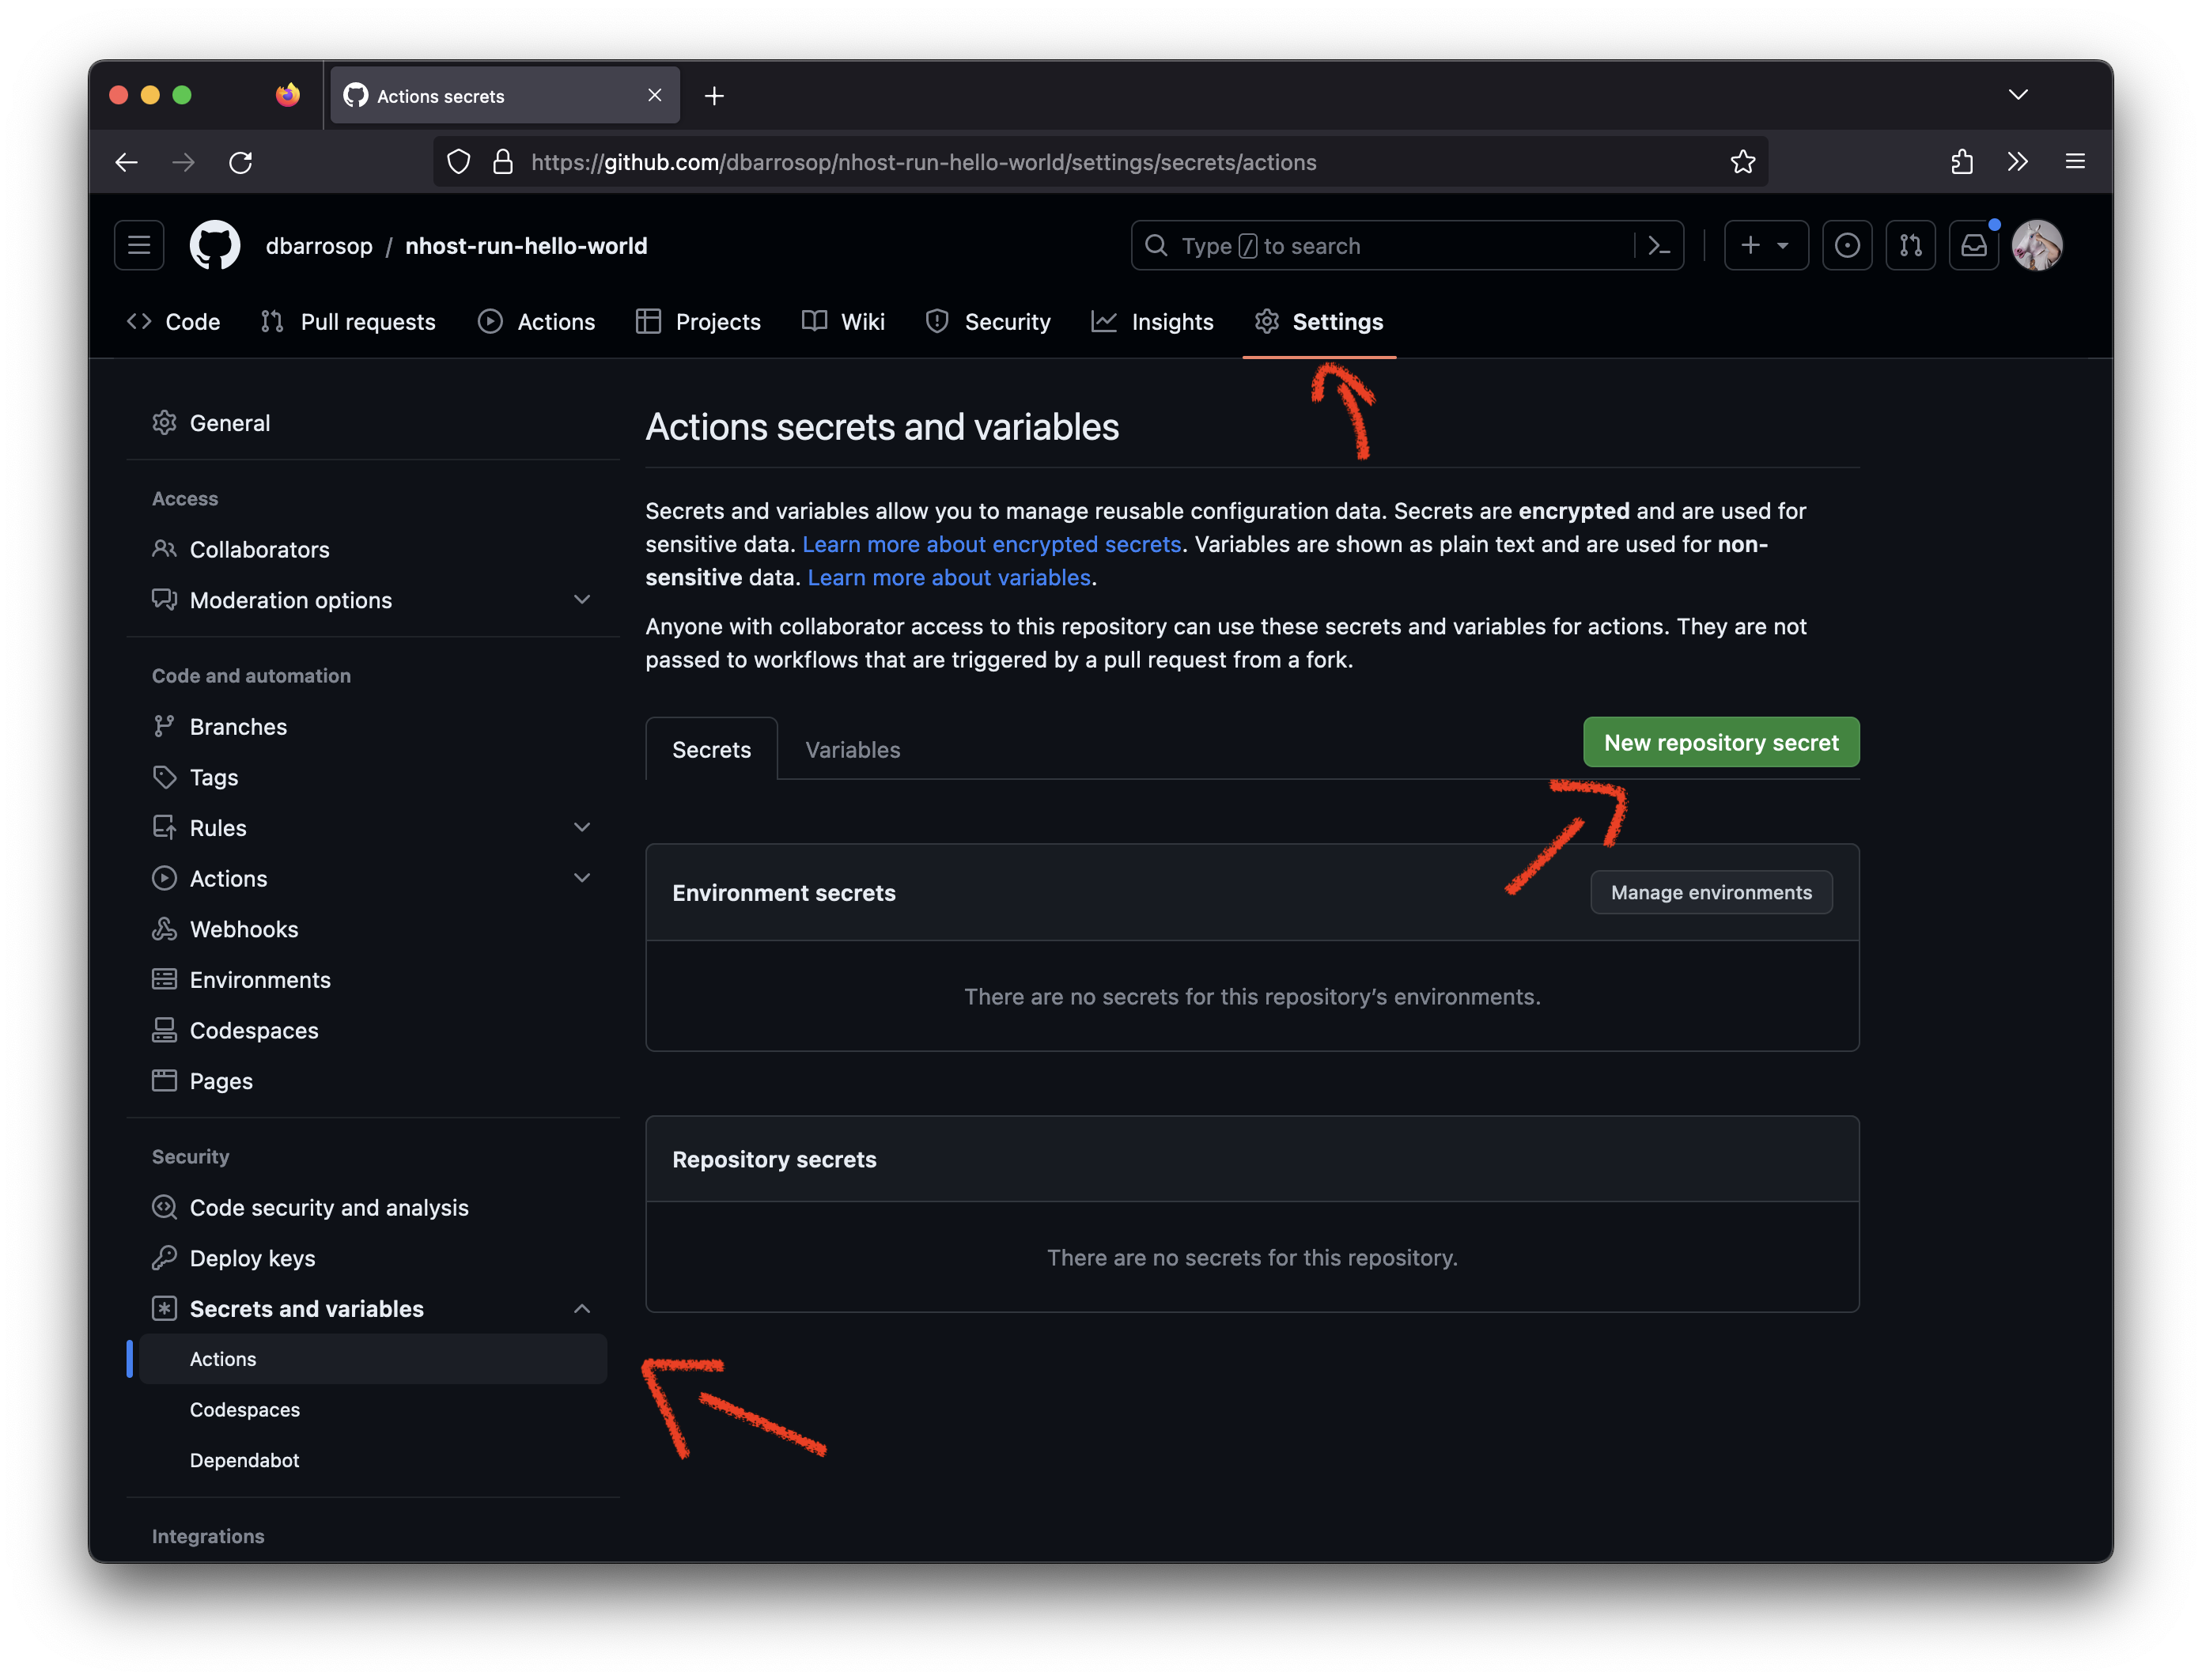 Actions secrets
https://github.com/dbarrosop/nhost-run-hello-world/settings/secrets/actions
dbarrosop / nhost-run-hello-world
Type / to search
Code Pull requests Actions Projects Wiki Security Insights Settings
General
Access
Collaborators
Moderation options
Code and automation
Branches
Tags
Rules
Actions
Webhooks
Environments
Codespaces
Pages
Security
Code security and analysis
Deploy keys
Secrets and variables
Actions
Codespaces
Dependabot
Integrations
Actions secrets and variables
Secrets and variables allow you to manage reusable configuration data. Secrets are encrypted and are used for
sensitive data. Learn more about encrypted secrets. Variables are shown as plain text and are used for non-
sensitive data. Learn more about variables.
Anyone with collaborator access to this repository can use these secrets and variables for actions. They are not
passed to workflows that are triggered by a pull request from a fork.
Secrets Variables New repository secret
Environment secrets Manage environments
There are no secrets for this repository’s environments.
Repository secrets
There are no secrets for this repository.